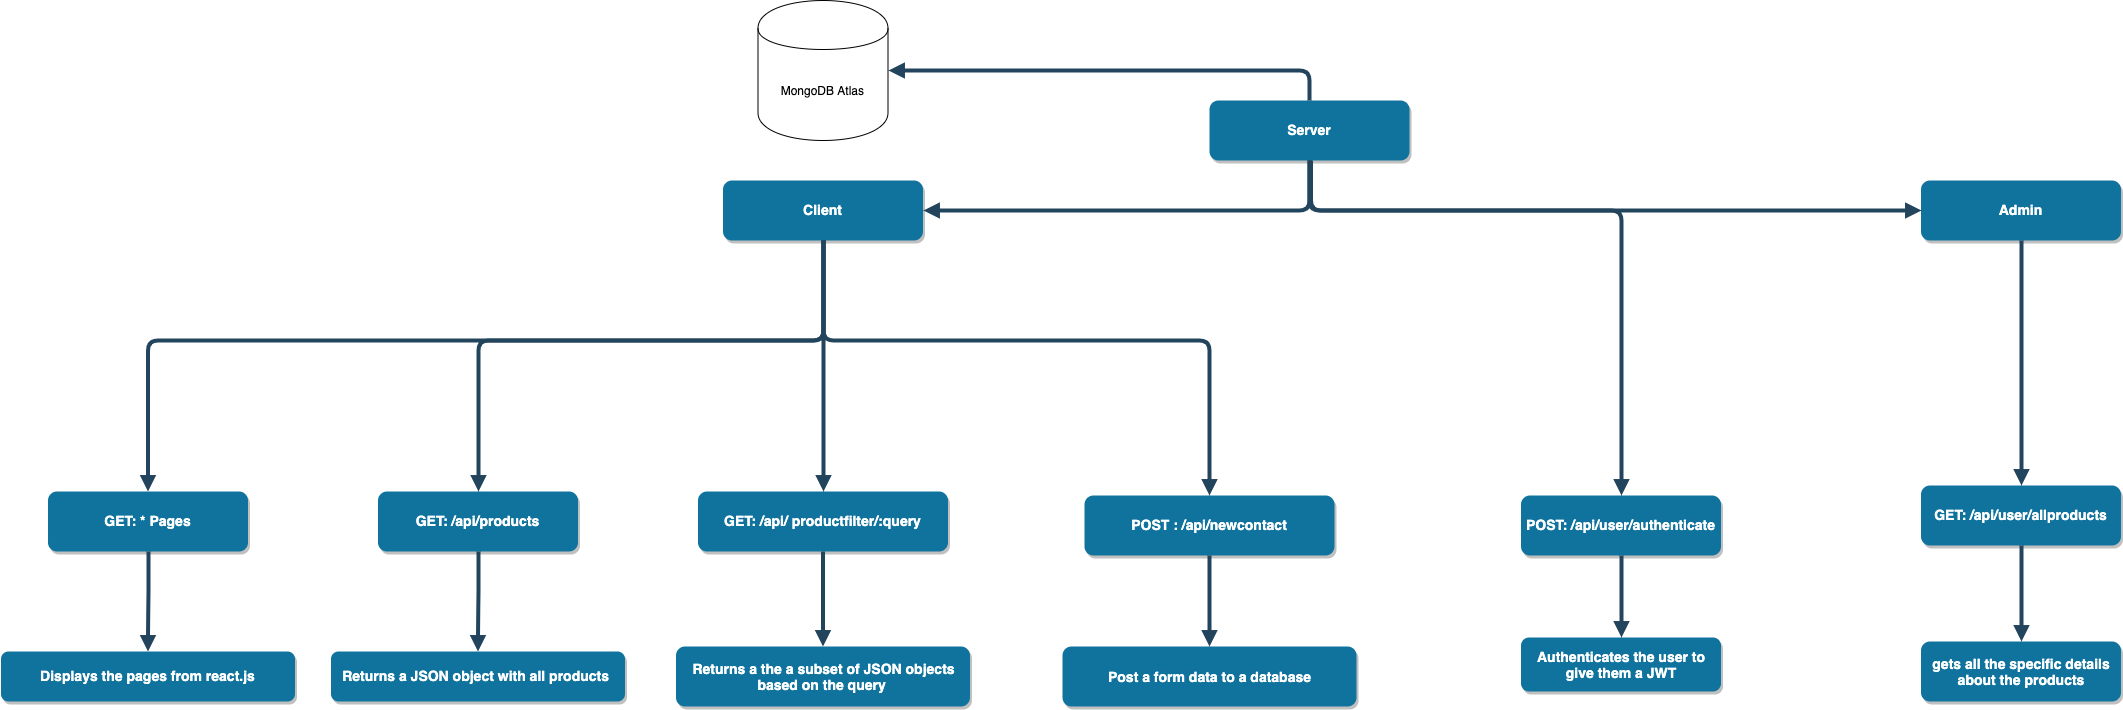 MongoDB Atlas
Server
Client
Admin
GET: * Pages
GET: /api/products
GET: /api/ productfilter/:query
POST : /api/newcontact
POST: /api/user/authenticate
GET: /api/user/allproducts
Displays the pages from react.js
Returns a JSON object with all products
Returns a the a subset of JSON objects
based on the query
Post a form data to a database
Authenticates the user to
give them a JWT
gets all the specific details
about the products